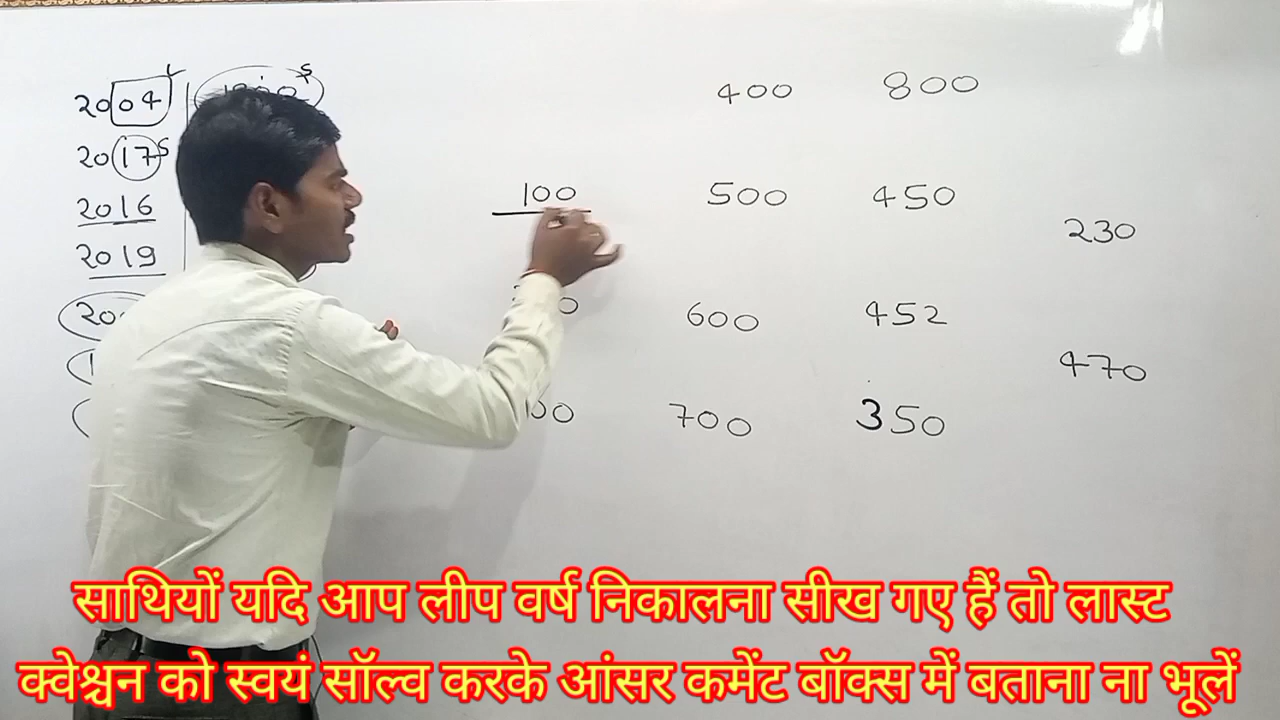 2004 L
2017 S
2016
2019
400 800
100 500 450
230
600 452
470
700 350
साथियों यदि आप लीप वर्ष निकालना सीख गए हैं तो लास्ट
क्वेश्चन को स्वयं सॉल्व करके आंसर कमेंट बॉक्स में बताना ना भूलें